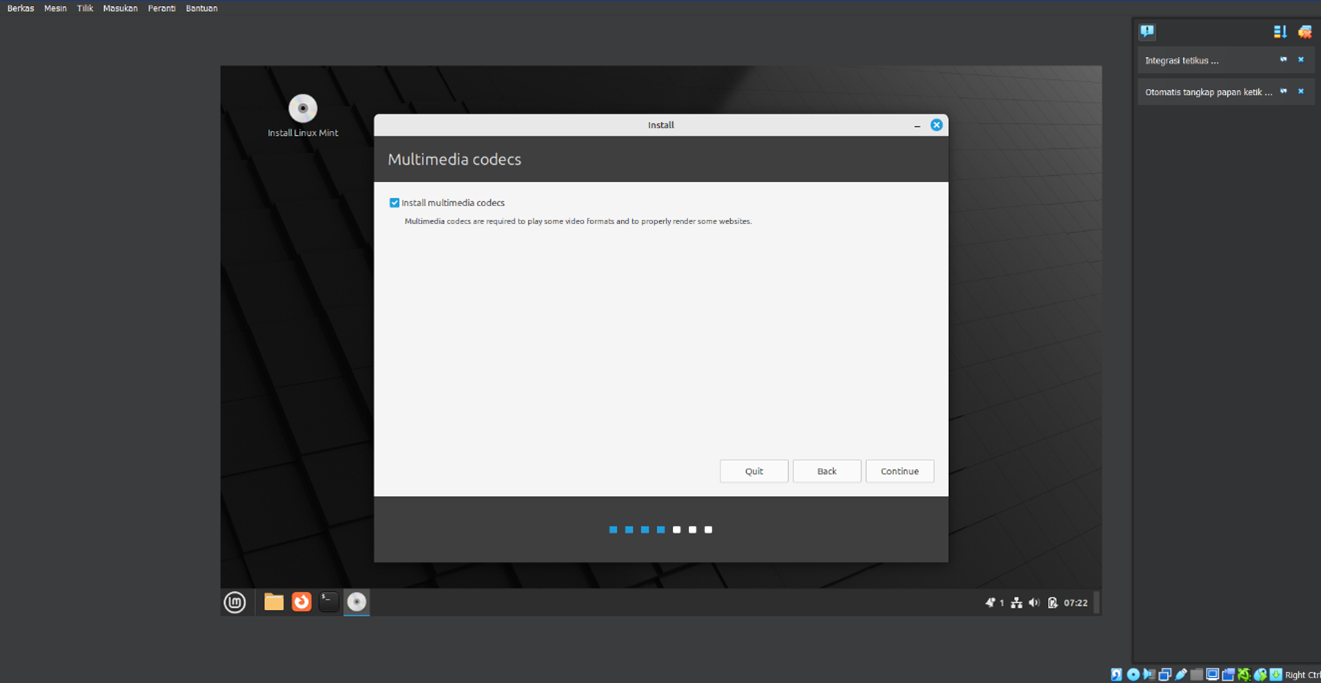 Berkas Mesin Tilik Masukan Peranti Bantuan
Integrasi tetikus ...
Otomatis tangkap papan ketik ...
Install Linux Mint
Install
Multimedia codecs
Install multimedia codecs
Multimedia codecs are required to play some video formats and to properly render some websites.
Quit Back Continue
1 07:22
Right Ctrl